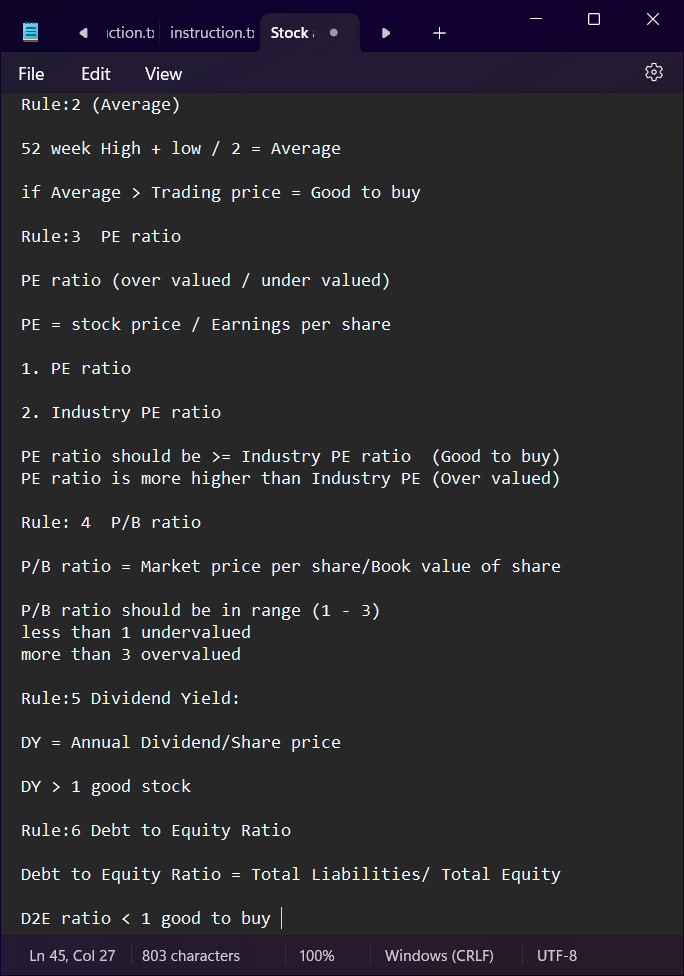 ction.tx
instruction.tx
Stock
File
Edit
View
Rule:2 (Average)
52 week High + low / 2 = Average
if Average > Trading price = Good to buy
Rule:3  PE ratio
PE ratio (over valued / under valued)
PE = stock price / Earnings per share
1. PE ratio
2. Industry PE ratio
PE ratio should be >= Industry PE ratio  (Good to buy)
PE ratio is more higher than Industry PE (Over valued)
Rule: 4  P/B ratio
P/B ratio = Market price per share/Book value of share
P/B ratio should be in range (1 - 3)
less than 1 undervalued
more than 3 overvalued
Rule:5 Dividend Yield:
DY = Annual Dividend/Share price
DY > 1 good stock
Rule:6 Debt to Equity Ratio
Debt to Equity Ratio = Total Liabilities/ Total Equity
D2E ratio < 1 good to buy
Ln 45, Col 27
803 characters
100%
Windows (CRLF)
UTF-8